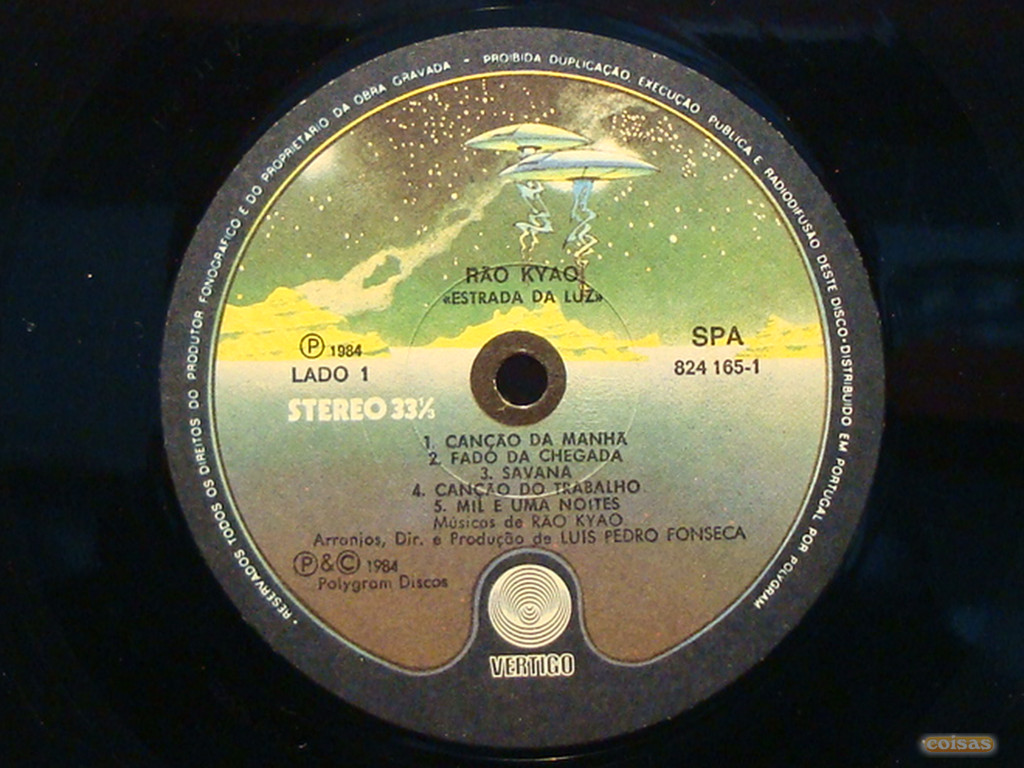 • RESERVADOS TODOS OS DIREITOS DO PRODUTOR FONOGRAFICO E DO PROPRIETARIO DA OBRA GRAVADA - PROIBIDA DUPLICAÇÃO EXECUÇÃO PUBLICA E RADIODIFUSÃO DESTE DISCO-DISTRIBUIDO EM PORTUGAL POR POLYGRAM
RÃO KYAO
«ESTRADA DA LUZ»
Ⓟ 1984
LADO 1
STEREO 33⅓
SPA
824 165-1
1. CANÇÃO DA MANHÃ
2. FADO DA CHEGADA
3. SAVANA
4. CANÇÃO DO TRABALHO
5. MIL E UMA NOITES
Músicas de RÃO KYAO
Arranjos, Dir. e Produção de LUIS PEDRO FONSECA
Ⓟ&© 1984
Polygram Discos
VERTIGO
coisas